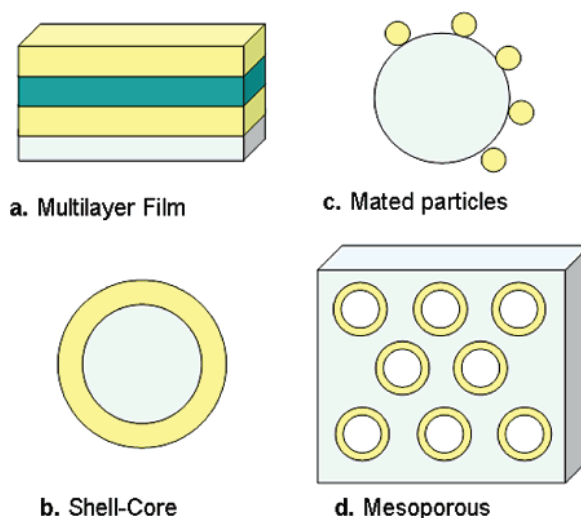 a. Multilayer Film
c. Mated particles
b. Shell-Core
d. Mesoporous